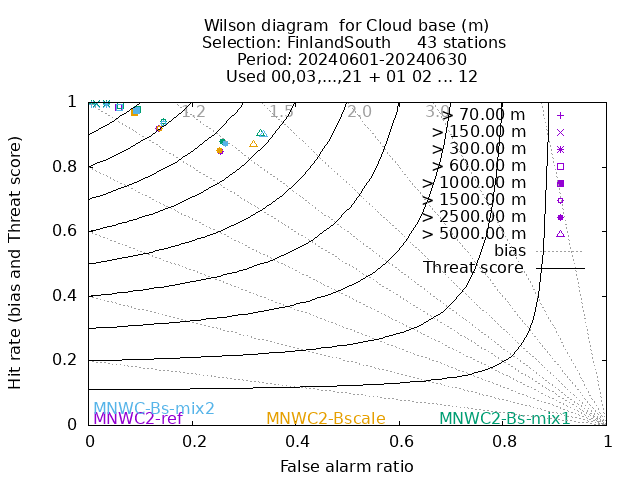 Wilson diagram  for Cloud base (m)
Selection: FinlandSouth     43 stations
Period: 20240601-20240630
Used 00,03,...,21 + 01 02 ... 12
1.2 1.5 2.0 3.0
> 70.00 m
> 150.00 m
> 300.00 m
> 600.00 m
> 1000.00 m
> 1500.00 m
> 2500.00 m
> 5000.00 m
bias
Threat score
1
0.8
0.6
0.4
0.2
0
Hit rate (bias and Threat score)
MNWC-Bs-mix2
MNWC2-ref MNWC2-Bscale MNWC2-Bs-mix1
0 0.2 0.4 0.6 0.8 1
False alarm ratio